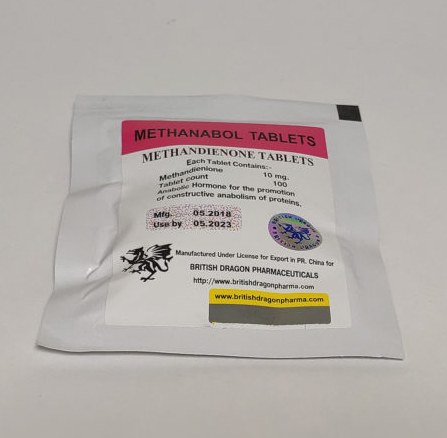 METHANABOL TABLETS
METHANDIENONE TABLETS
Each Tablet Contains:-
Methandienone 10 mg.
Tablet count 100
Anabolic Hormone for the promotion
of constructive anabolism of proteins.
Mfg. 05.2018
Use by 05.2023
Manufactured Under License for Export in PR. China for
BRITISH DRAGON PHARMACEUTICALS
http://www.britishdragonpharma.com
www.britishdragonpharma.com